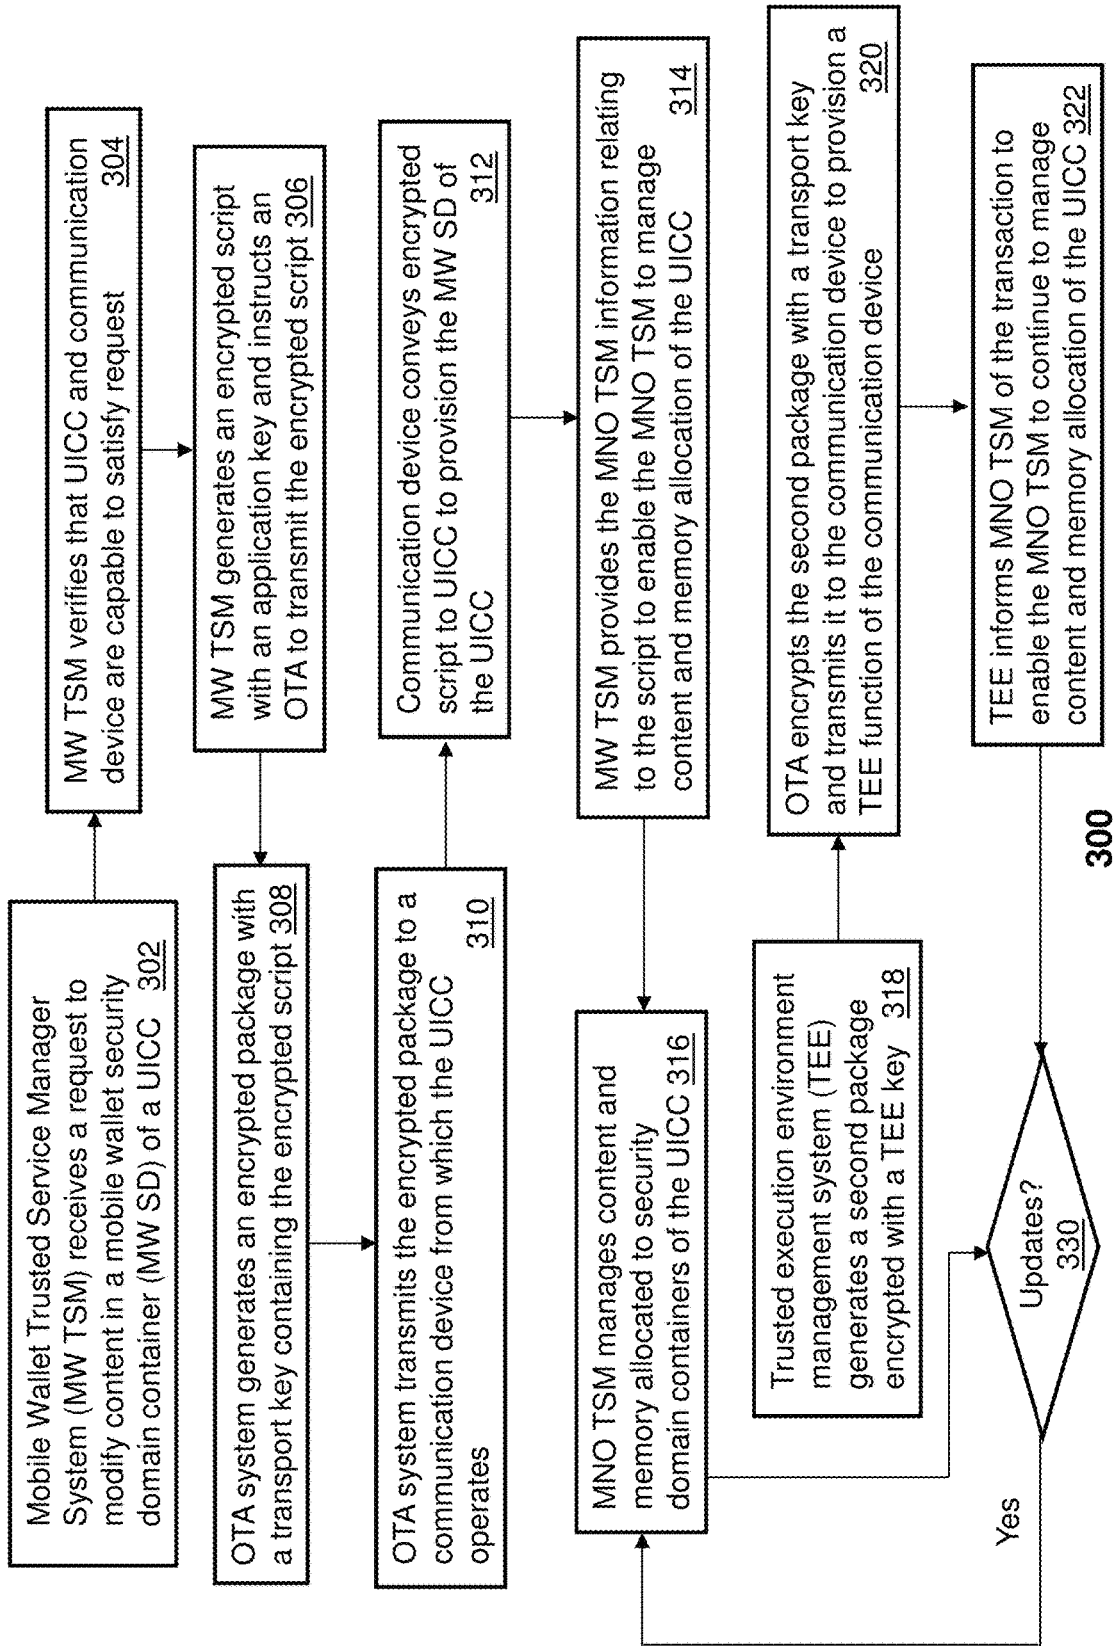 Mobile Wallet Trusted Service Manager
System (MW TSM) receives a request to
modify content in a mobile wallet security
domain container (MW SD) of a UICC 302
MW TSM verifies that UICC and communication
device are capable to satisfy request 304
MW TSM generates an encrypted script
with an application key and instructs an
OTA to transmit the encrypted script 306
OTA system generates an encrypted package with
a transport key containing the encrypted script 308
OTA system transmits the encrypted package to a
communication device from which the UICC
operates 310
Communication device conveys encrypted
script to UICC to provision the MW SD of
the UICC 312
MW TSM provides the MNO TSM information relating
to the script to enable the MNO TSM to manage
content and memory allocation of the UICC 314
MNO TSM manages content and
memory allocated to security
domain containers of the UICC 316
Trusted execution environment
management system (TEE)
generates a second package
encrypted with a TEE key 318
OTA encrypts the second package with a transport key
and transmits it to the communication device to provision a
TEE function of the communication device 320
TEE informs MNO TSM of the transaction to
enable the MNO TSM to continue to manage
content and memory allocation of the UICC 322
Updates?
330
Yes
300